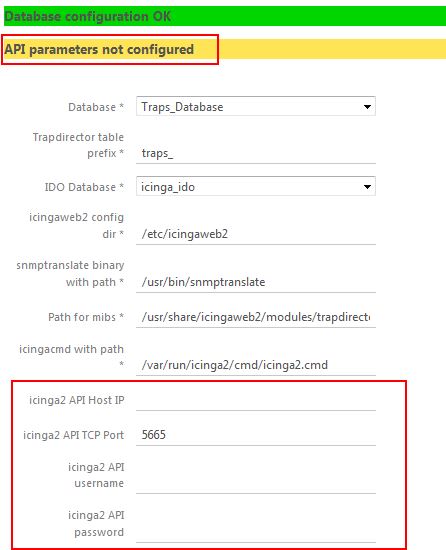 Database configuration OK
API parameters not configured
Database * Traps_Database
Trapdirector table
prefix * traps_
IDO Database * icinga_ido
icingaweb2 config
dir * /etc/icingaweb2
snmptranslate binary
with path * /usr/bin/snmptranslate
Path for mibs * /usr/share/icingaweb2/modules/trapdirecto
icingacmd with path
* /var/run/icinga2/cmd/icinga2.cmd
icinga2 API Host IP
icinga2 API TCP Port 5665
icinga2 API
username
icinga2 API
password